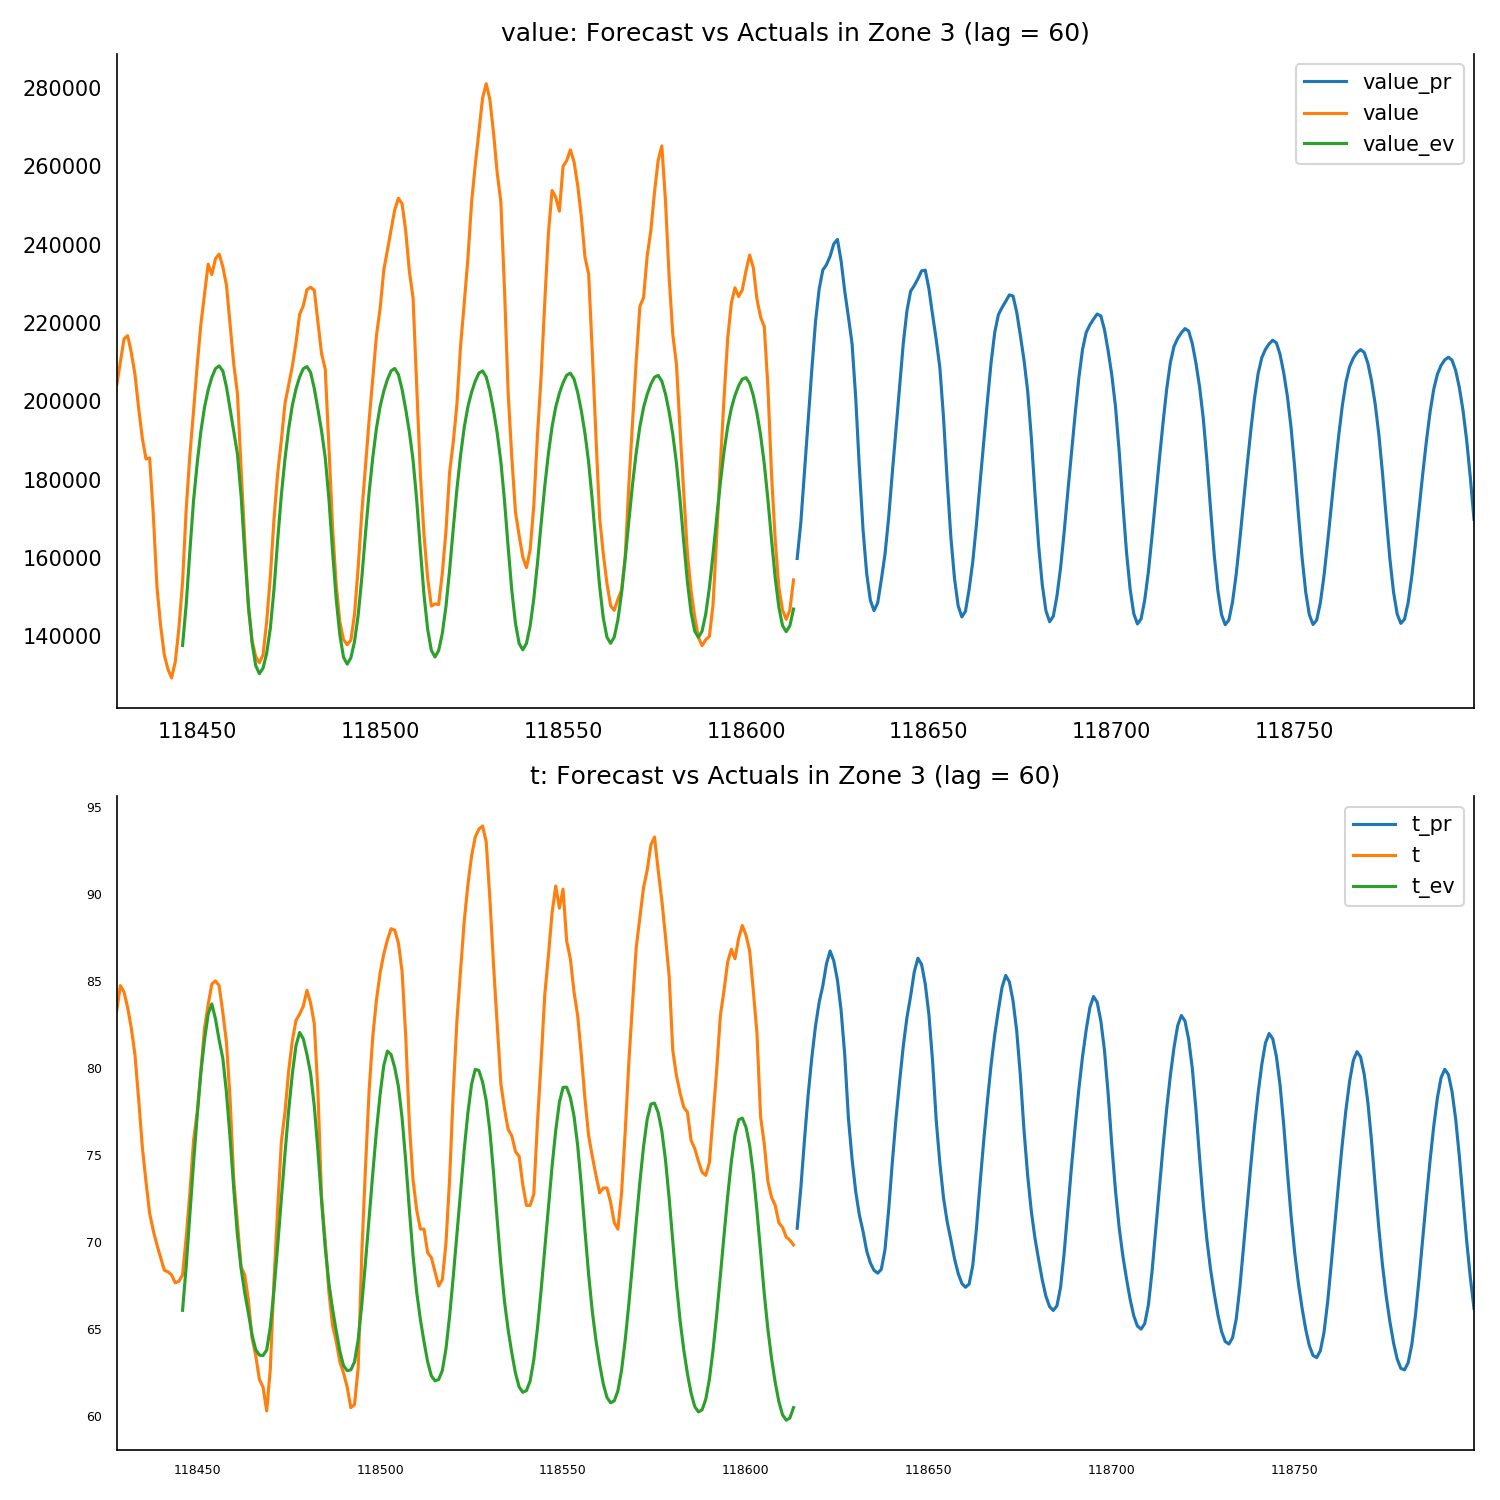 value: Forecast vs Actuals in Zone 3 (lag = 60)
280000
260000
240000
220000
200000
180000
160000
140000
value_pr
value
value_ev
118450 118500 118550 118600 118650 118700 118750
t: Forecast vs Actuals in Zone 3 (lag = 60)
95
90
85
80
75
70
65
60
t_pr
t
t_ev
118450 118500 118550 118600 118650 118700 118750